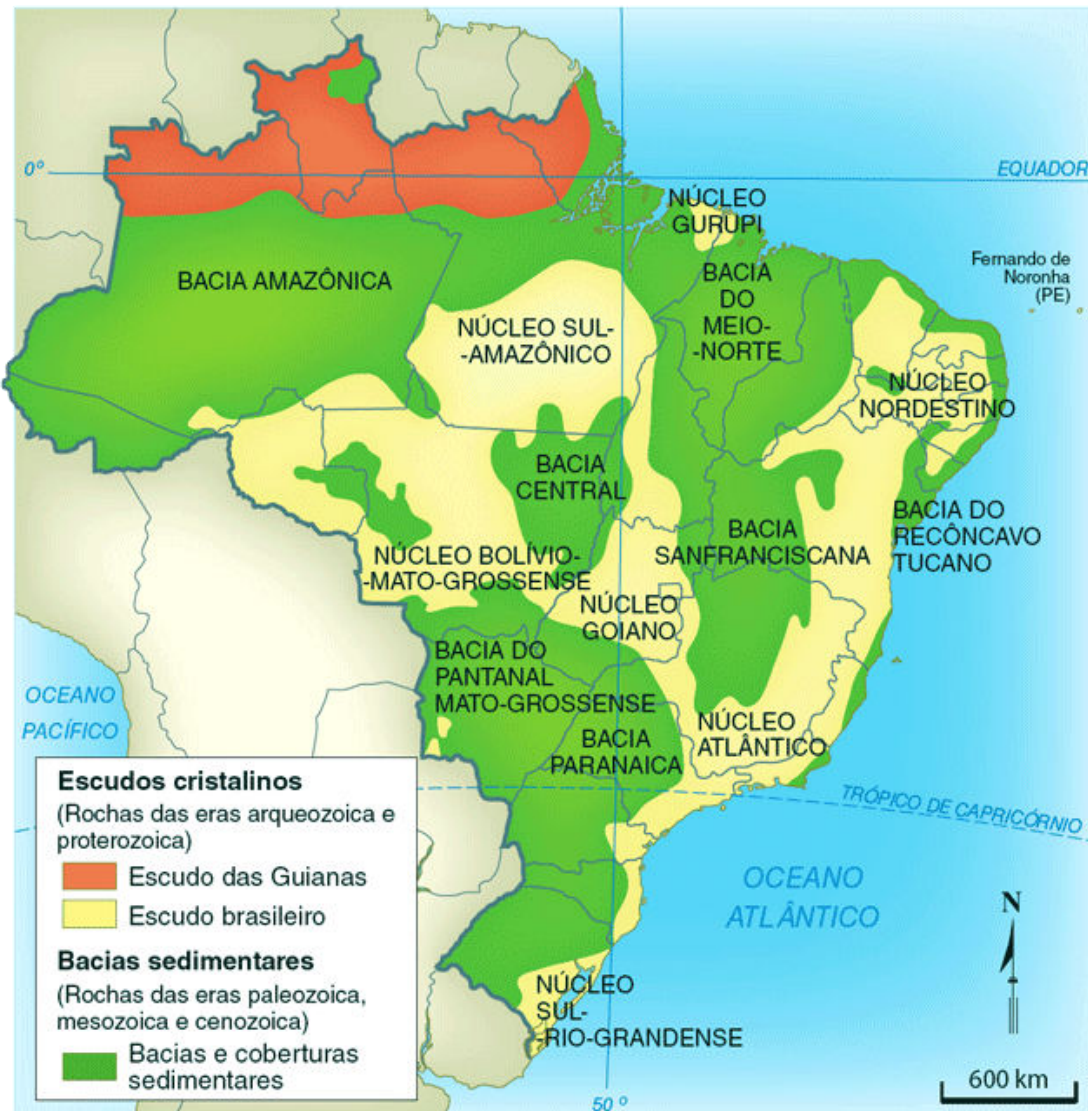 0º
EQUADOR
NÚCLEO
GURUPI
Fernando de
Noronha
(PE)
BACIA AMAZÔNICA
BACIA
DO
MEIO-
-NORTE
NÚCLEO SUL-
-AMAZÔNICO
NÚCLEO
NORDESTINO
BACIA
CENTRAL
BACIA
SANFRANCISCANA
BACIA DO
RECÔNCAVO
TUCANO
NÚCLEO BOLÍVIO-
-MATO-GROSSENSE
NÚCLEO
GOIANO
BACIA DO
PANTANAL
MATO-GROSSENSE
OCEANO
PACÍFICO
NÚCLEO
ATLÂNTICO
BACIA
PARANAICA
TRÓPICO DE CAPRICÓRNIO
Escudos cristalinos
(Rochas das eras arqueozoica e
proterozoica)
Escudo das Guianas
Escudo brasileiro
Bacias sedimentares
(Rochas das eras paleozoica,
mesozoica e cenozoica)
Bacias e coberturas
sedimentares
OCEANO
ATLÂNTICO
N
NÚCLEO
SUL-
-RIO-GRANDENSE
600 km
50º